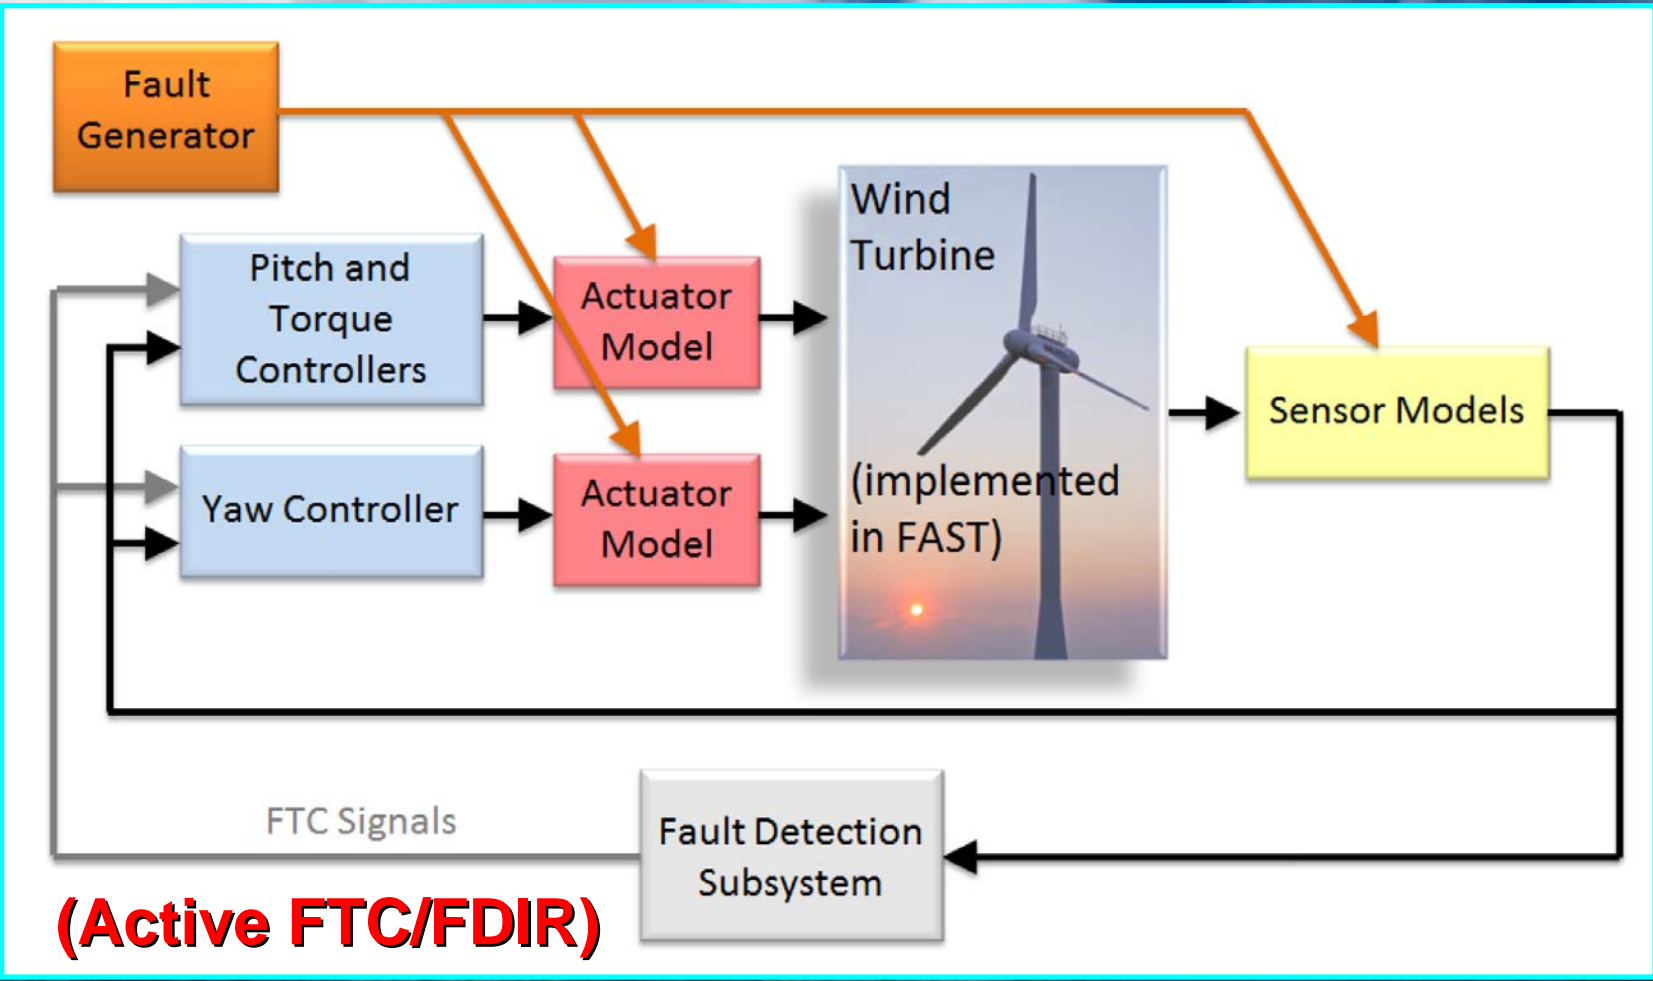 Fault
Generator
Pitch and
Torque
Controllers
Actuator
Model
Wind
Turbine
(implemented
in FAST)
Sensor Models
Yaw Controller
Actuator
Model
FTC Signals
Fault Detection
Subsystem
(Active FTC/FDIR)